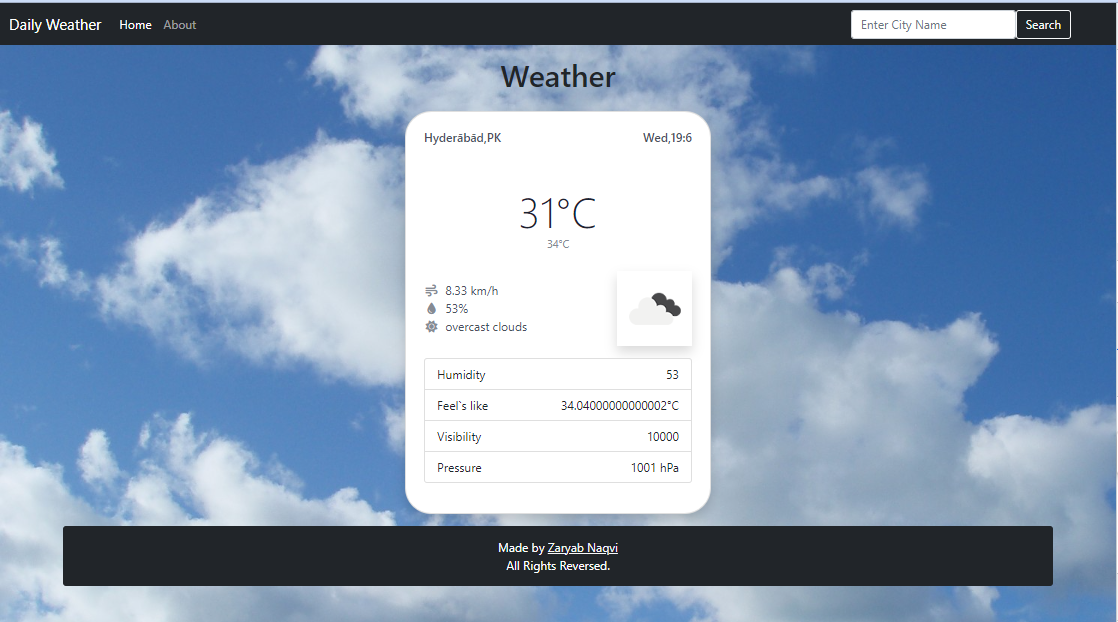 Daily Weather Home About Enter City Name Search
Weather
Hyderābād,PK Wed,19:6
31°C
34°C
8.33 km/h
53%
overcast clouds
Humidity 53
Feel`s like 34.04000000000002°C
Visibility 10000
Pressure 1001 hPa
Made by Zaryab Naqvi
All Rights Reversed.